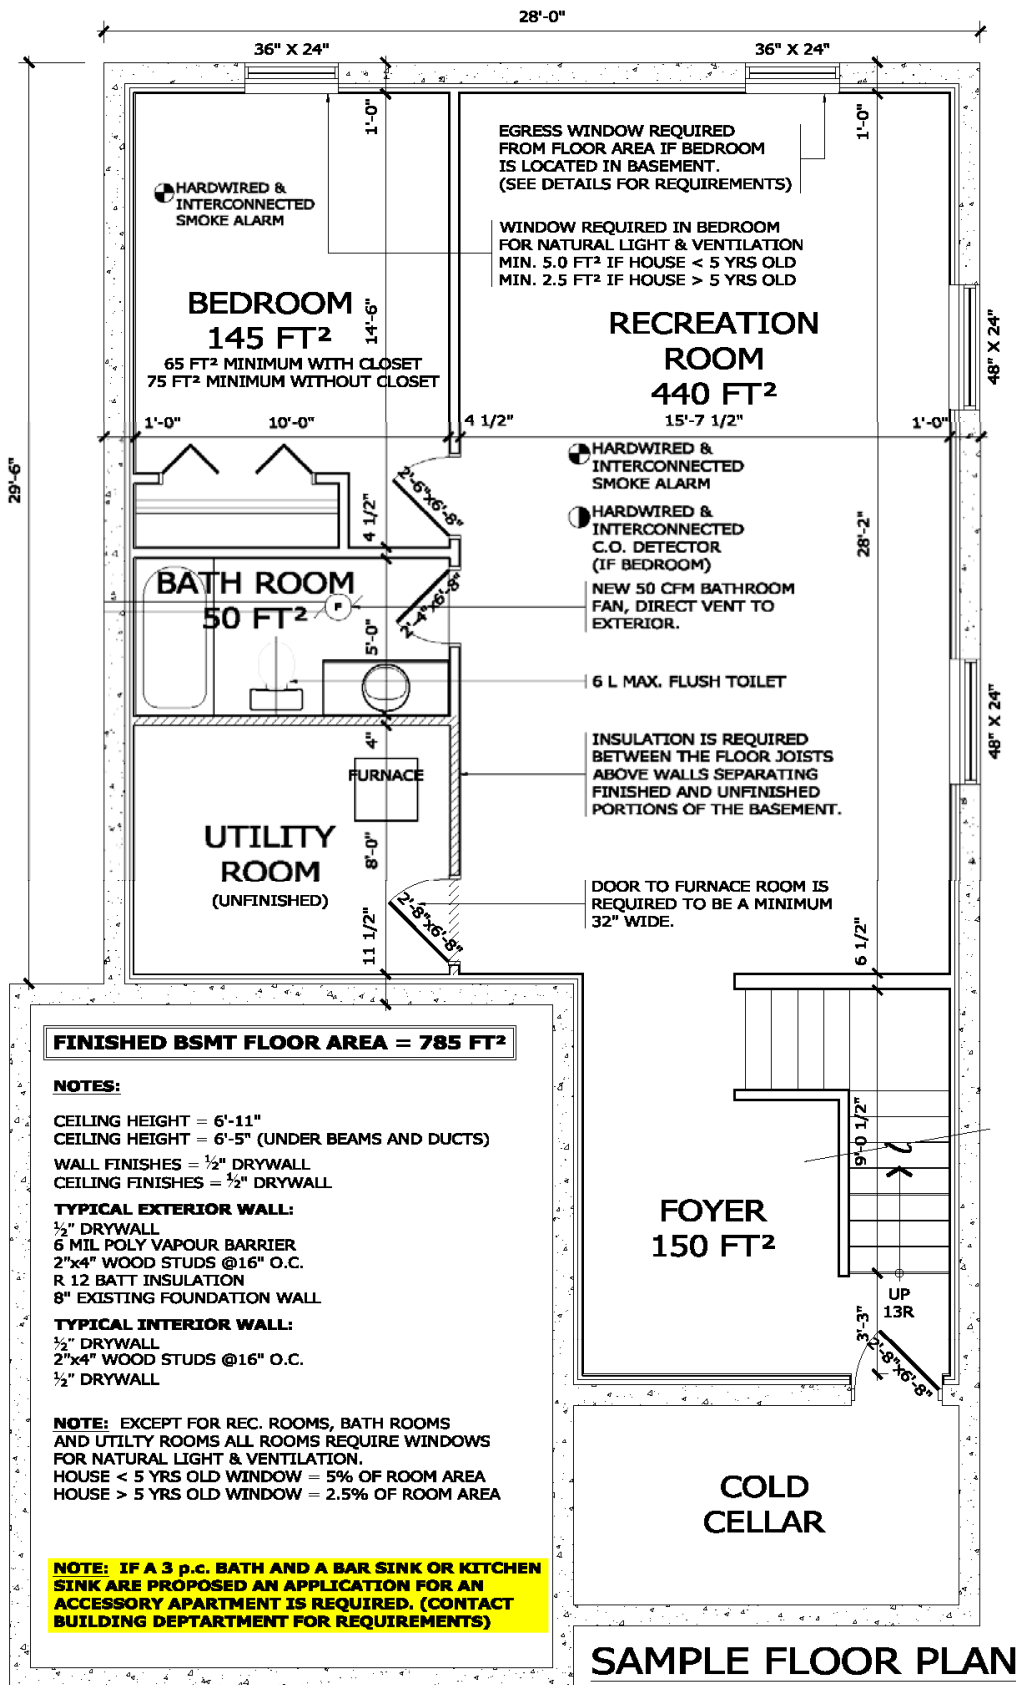 28'-0"
36" X 24"
36" X 24"
1'-0"
1'-0"
EGRESS WINDOW REQUIRED
FROM FLOOR AREA IF BEDROOM
IS LOCATED IN BASEMENT.
(SEE DETAILS FOR REQUIREMENTS)
HARDWIRED &
INTERCONNECTED
SMOKE ALARM
WINDOW REQUIRED IN BEDROOM
FOR NATURAL LIGHT & VENTILATION
MIN. 5.0 FT² IF HOUSE < 5 YRS OLD
MIN. 2.5 FT² IF HOUSE > 5 YRS OLD
BEDROOM
145 FT²
65 FT² MINIMUM WITH CLOSET
75 FT² MINIMUM WITHOUT CLOSET
14'-6"
RECREATION
ROOM
440 FT²
48" X 24"
1'-0"
10'-0"
4 1/2"
15'-7 1/2"
1'-0"
29'-6"
2'-6"x6'-8"
4 1/2"
HARDWIRED &
INTERCONNECTED
SMOKE ALARM
HARDWIRED &
INTERCONNECTED
C.O. DETECTOR
(IF BEDROOM)
28'-2"
BATH ROOM
50 FT²
F
2'-4"x6'-8"
5'-0"
NEW 50 CFM BATHROOM
FAN, DIRECT VENT TO
EXTERIOR.
6 L MAX. FLUSH TOILET
48" X 24"
4"
FURNACE
INSULATION IS REQUIRED
BETWEEN THE FLOOR JOISTS
ABOVE WALLS SEPARATING
FINISHED AND UNFINISHED
PORTIONS OF THE BASEMENT.
UTILITY
ROOM
(UNFINISHED)
8'-0"
2'-8"x6'-8"
11 1/2"
DOOR TO FURNACE ROOM IS
REQUIRED TO BE A MINIMUM
32" WIDE.
6 1/2"
FINISHED BSMT FLOOR AREA = 785 FT²
NOTES:
CEILING HEIGHT = 6'-11"
CEILING HEIGHT = 6'-5" (UNDER BEAMS AND DUCTS)
WALL FINISHES = ½" DRYWALL
CEILING FINISHES = ½" DRYWALL
TYPICAL EXTERIOR WALL:
½" DRYWALL
6 MIL POLY VAPOUR BARRIER
2"x4" WOOD STUDS @16" O.C.
R 12 BATT INSULATION
8" EXISTING FOUNDATION WALL
TYPICAL INTERIOR WALL:
½" DRYWALL
2"x4" WOOD STUDS @16" O.C.
½" DRYWALL
NOTE: EXCEPT FOR REC. ROOMS, BATH ROOMS
AND UTILTY ROOMS ALL ROOMS REQUIRE WINDOWS
FOR NATURAL LIGHT & VENTILATION.
HOUSE < 5 YRS OLD WINDOW = 5% OF ROOM AREA
HOUSE > 5 YRS OLD WINDOW = 2.5% OF ROOM AREA
NOTE: IF A 3 p.c. BATH AND A BAR SINK OR KITCHEN
SINK ARE PROPOSED AN APPLICATION FOR AN
ACCESSORY APARTMENT IS REQUIRED. (CONTACT
BUILDING DEPTARTMENT FOR REQUIREMENTS)
9'-0 1/2"
FOYER
150 FT²
UP
13R
3'-3"
2'-8"x6'-8"
COLD
CELLAR
SAMPLE FLOOR PLAN